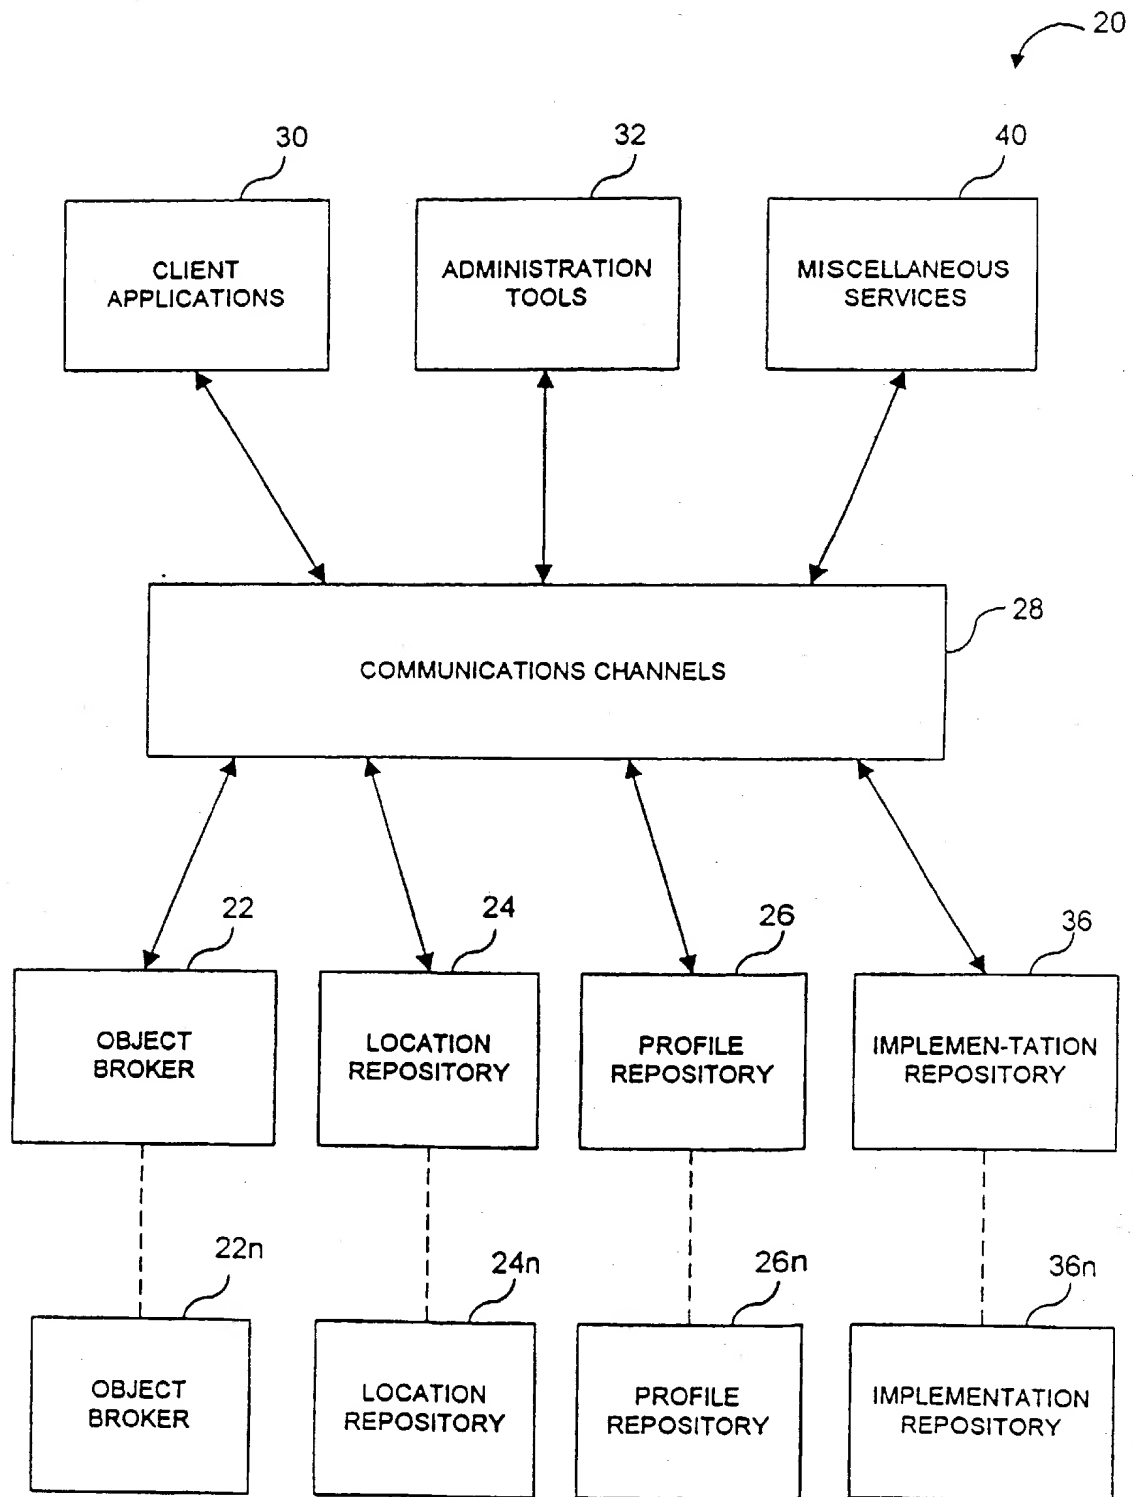 20
30
32
40
CLIENT
APPLICATIONS
ADMINISTRATION
TOOLS
MISCELLANEOUS
SERVICES
28
COMMUNICATIONS CHANNELS
22
24
26
36
OBJECT
BROKER
LOCATION
REPOSITORY
PROFILE
REPOSITORY
IMPLEMEN-TATION
REPOSITORY
22n
24n
26n
36n
OBJECT
BROKER
LOCATION
REPOSITORY
PROFILE
REPOSITORY
IMPLEMENTATION
REPOSITORY